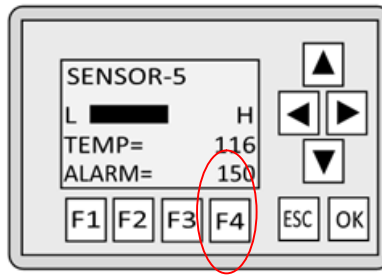 SENSOR-5
L H
TEMP= 116
ALARM= 150
F1 F2 F3 F4 ESC OK